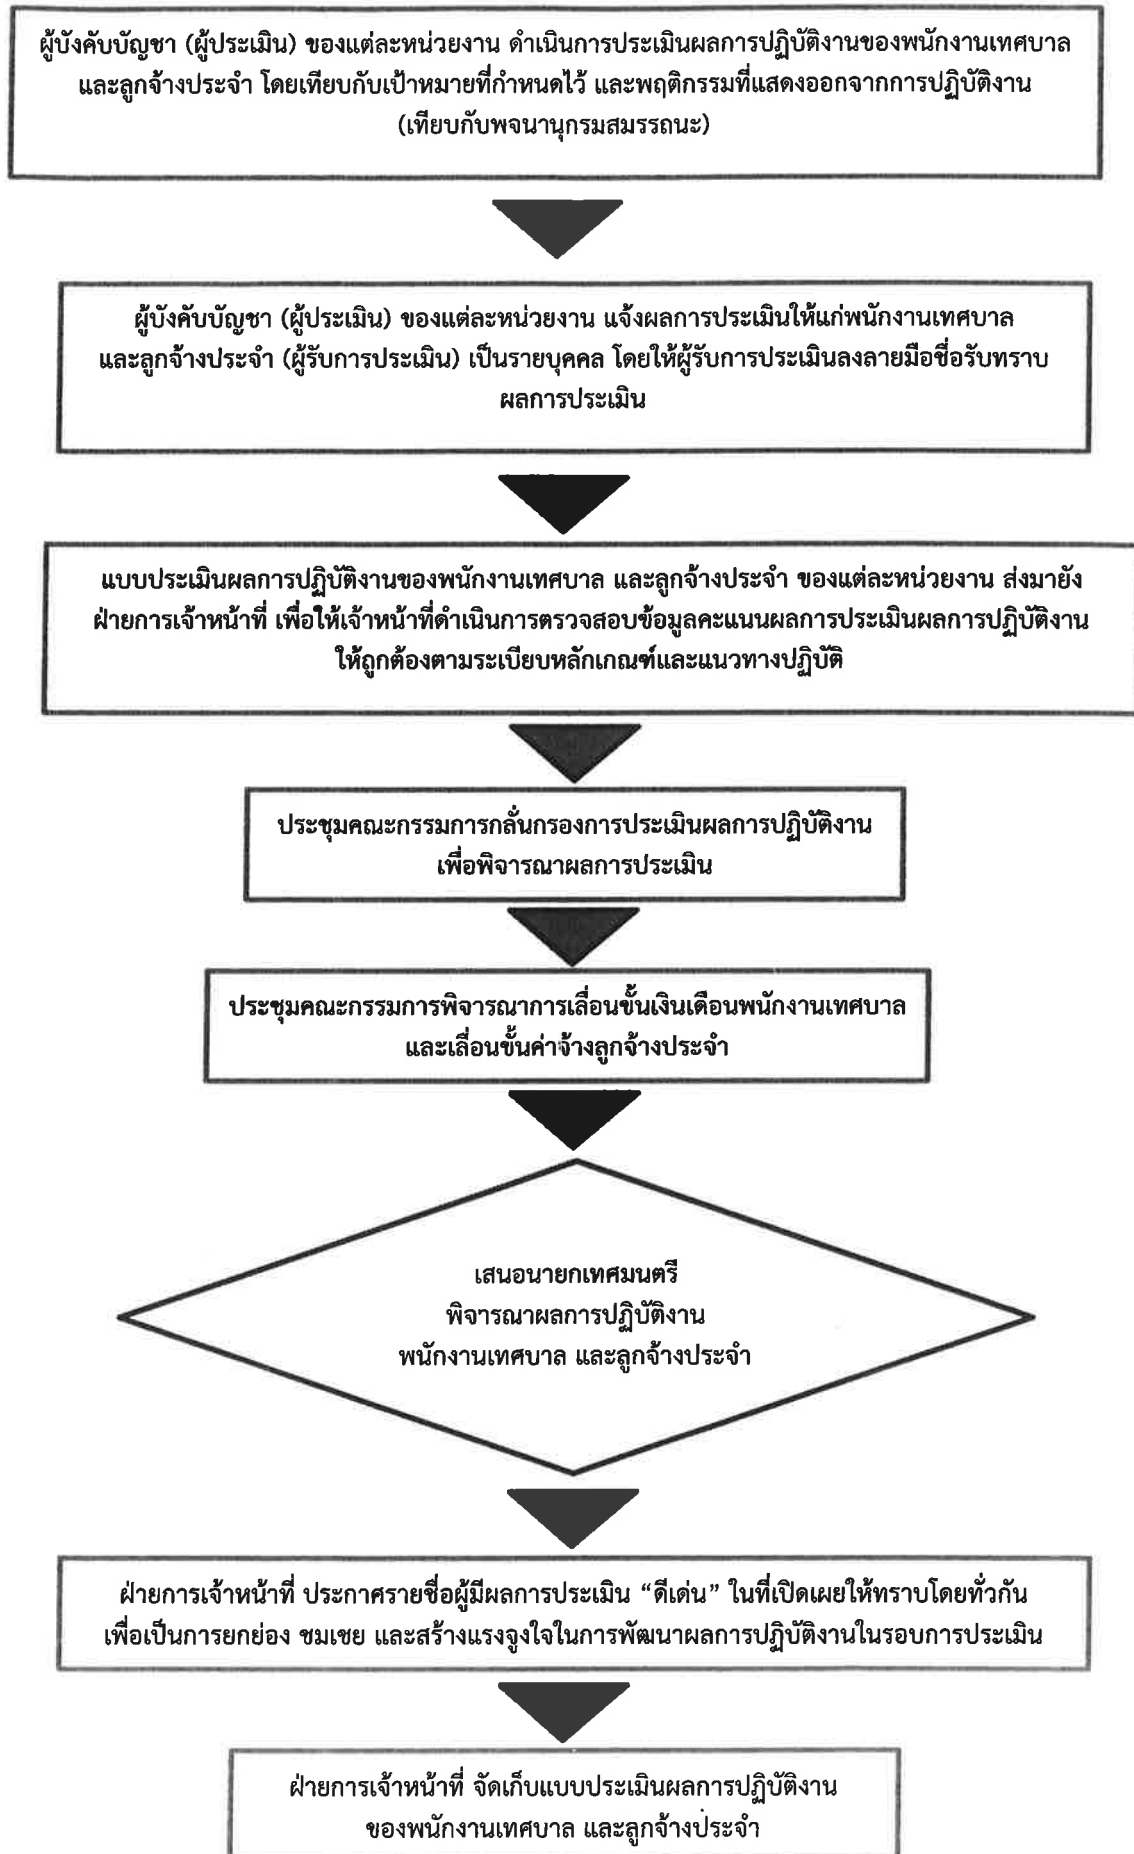 ผู้บังคับบัญชา (ผู้ประเมิน) ของแต่ละหน่วยงาน ดำเนินการประเมินผลการปฏิบัติงานของพนักงานเทศบาล
และลูกจ้างประจำ โดยเทียบกับเป้าหมายที่กำหนดไว้ และพฤติกรรมที่แสดงออกจากการปฏิบัติงาน
(เทียบกับพจนานุกรมสมรรถนะ)
ผู้บังคับบัญชา (ผู้ประเมิน) ของแต่ละหน่วยงาน แจ้งผลการประเมินให้แก่พนักงานเทศบาล
และลูกจ้างประจำ (ผู้รับการประเมิน) เป็นรายบุคคล โดยให้ผู้รับการประเมินลงลายมือชื่อรับทราบ
ผลการประเมิน
แบบประเมินผลการปฏิบัติงานของพนักงานเทศบาล และลูกจ้างประจำ ของแต่ละหน่วยงาน ส่งมายัง
ฝ่ายการเจ้าหน้าที่ เพื่อให้เจ้าหน้าที่ดำเนินการตรวจสอบข้อมูลคะแนนผลการประเมินผลการปฏิบัติงาน
ให้ถูกต้องตามระเบียบหลักเกณฑ์และแนวทางปฏิบัติ
ประชุมคณะกรรมการกลั่นกรองการประเมินผลการปฏิบัติงาน
เพื่อพิจารณาผลการประเมิน
ประชุมคณะกรรมการพิจารณาการเลื่อนขั้นเงินเดือนพนักงานเทศบาล
และเลื่อนขั้นค่าจ้างลูกจ้างประจำ
เสนอนายกเทศมนตรี
พิจารณาผลการปฏิบัติงาน
พนักงานเทศบาล และลูกจ้างประจำ
ฝ่ายการเจ้าหน้าที่ ประกาศรายชื่อผู้มีผลการประเมิน “ดีเด่น” ในที่เปิดเผยให้ทราบโดยทั่วกัน
เพื่อเป็นการยกย่อง ชมเชย และสร้างแรงจูงใจในการพัฒนาผลการปฏิบัติงานในรอบการประเมิน
ฝ่ายการเจ้าหน้าที่ จัดเก็บแบบประเมินผลการปฏิบัติงาน
ของพนักงานเทศบาล และลูกจ้างประจำ